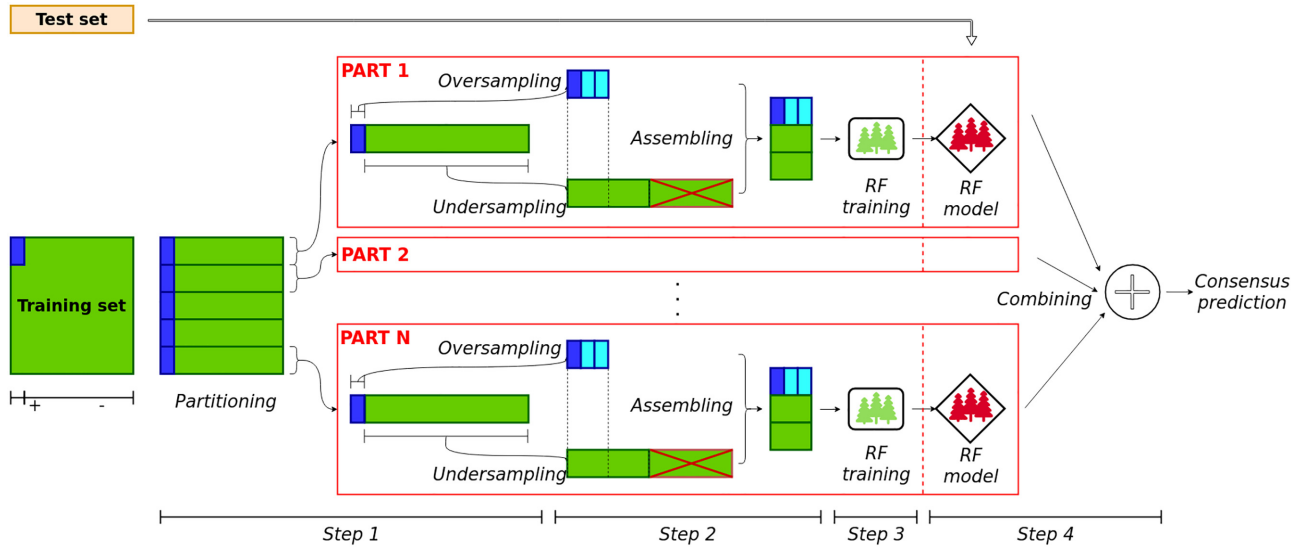 Test set
PART 1
Oversampling
Assembling
Undersampling
RF
training
RF
model
Training set
+ -
Partitioning
PART 2
Combining
Consensus
prediction
PART N
Oversampling
Assembling
Undersampling
RF
training
RF
model
Step 1
Step 2
Step 3
Step 4